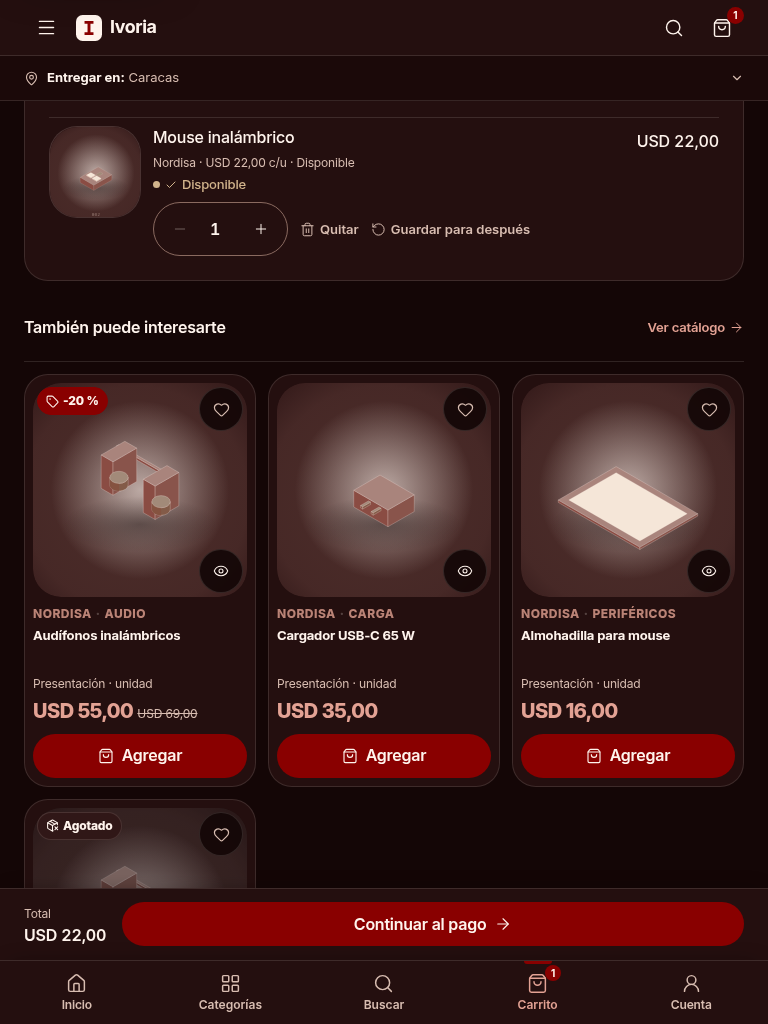 Ivoria
1
Entregar en: Caracas
Mouse inalámbrico
USD 22,00
Nordisa · USD 22,00 c/u · Disponible
Disponible
1
Quitar
Guardar para después
También puede interesarte
Ver catálogo
-20 %
NORDISA · AUDIO
Audífonos inalámbricos
Presentación · unidad
USD 55,00 USD 69,00
Agregar
NORDISA · CARGA
Cargador USB-C 65 W
Presentación · unidad
USD 35,00
Agregar
NORDISA · PERIFÉRICOS
Almohadilla para mouse
Presentación · unidad
USD 16,00
Agregar
Agotado
Total
USD 22,00
Continuar al pago
Inicio
Categorías
Buscar
1
Carrito
Cuenta